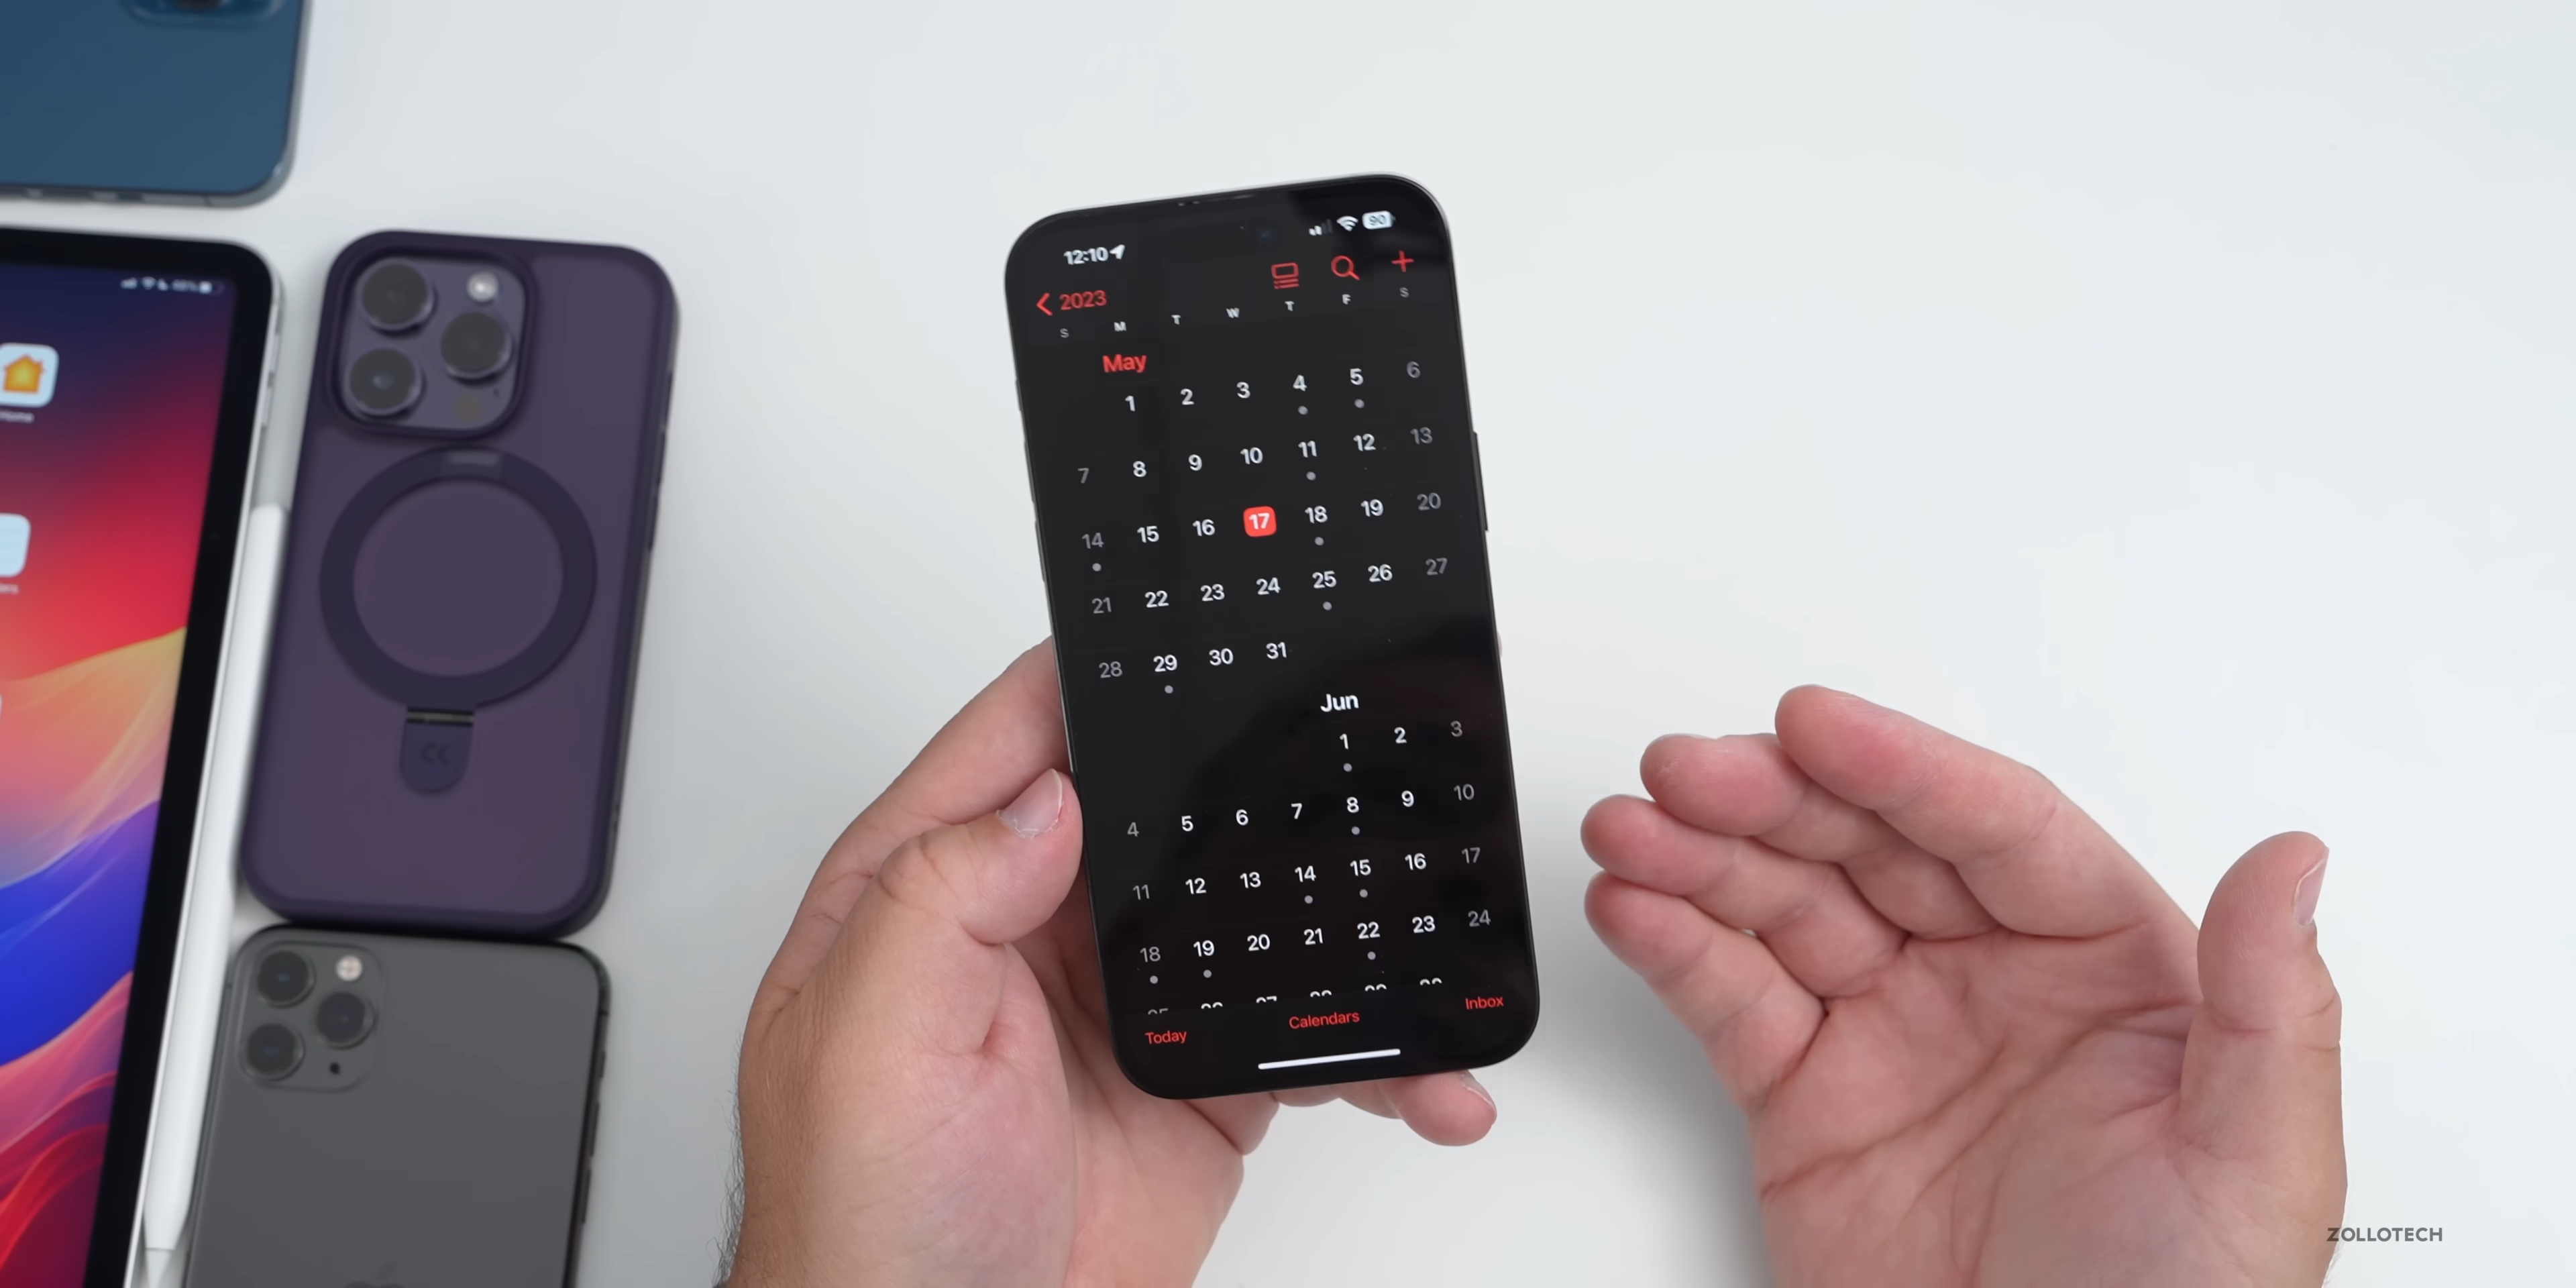 12:10 90
2023
S M T W T F S
May
1 2 3 4 5 6
7 8 9 10 11 12 13
14 15 16 17 18 19 20
21 22 23 24 25 26 27
28 29 30 31
Jun
1 2 3
4 5 6 7 8 9 10
11 12 13 14 15 16 17
18 19 20 21 22 23 24
Today Calendars Inbox
Home
ZOLLOTECH